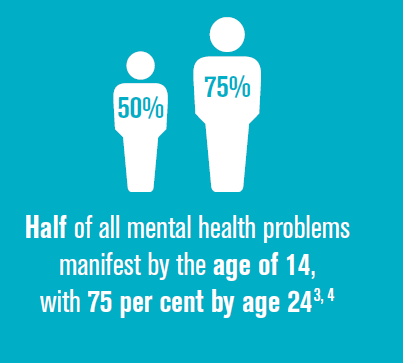 50%
75%
Half of all mental health problems
manifest by the age of 14,
with 75 per cent by age 24³, ⁴